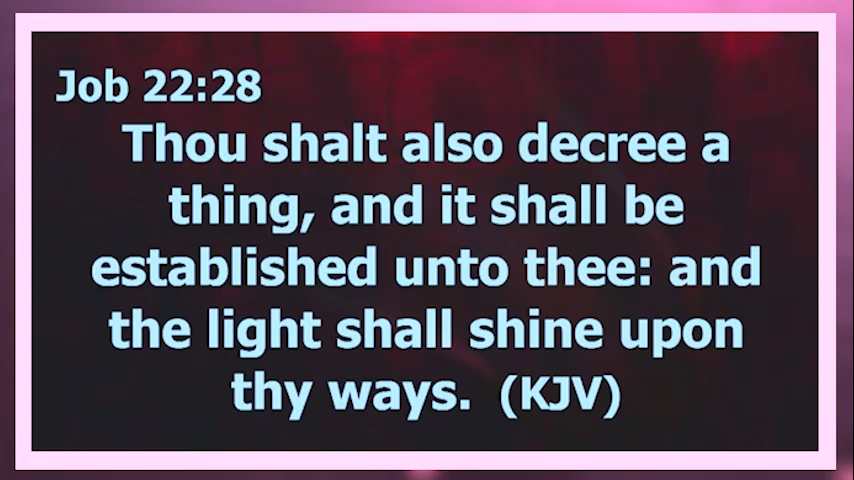 Job 22:28
Thou shalt also decree a
thing, and it shall be
established unto thee: and
the light shall shine upon
thy ways. (KJV)